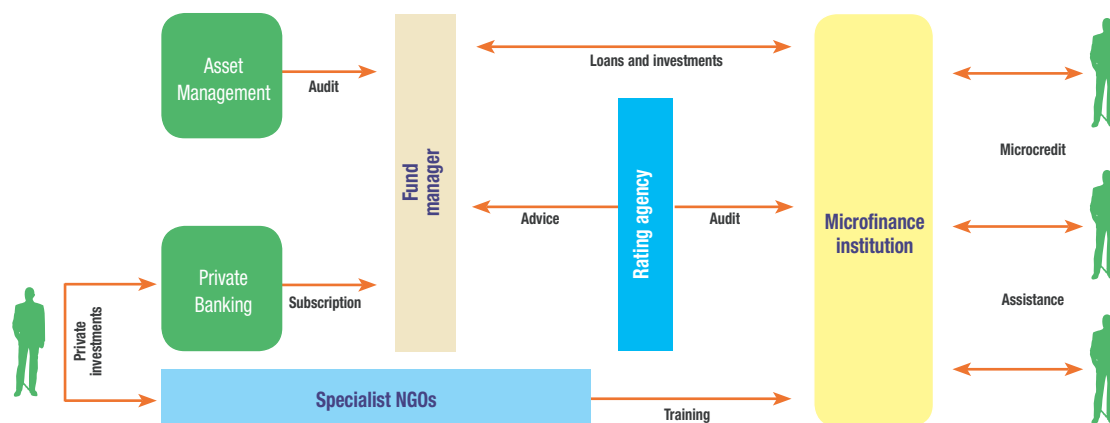 Asset
Management
Audit
Fund
manager
Loans and investments
Microcredit
Rating agency
Advice
Audit
Microfinance
institution
Private
Banking
Subscription
Assistance
Private
investments
Specialist NGOs
Training